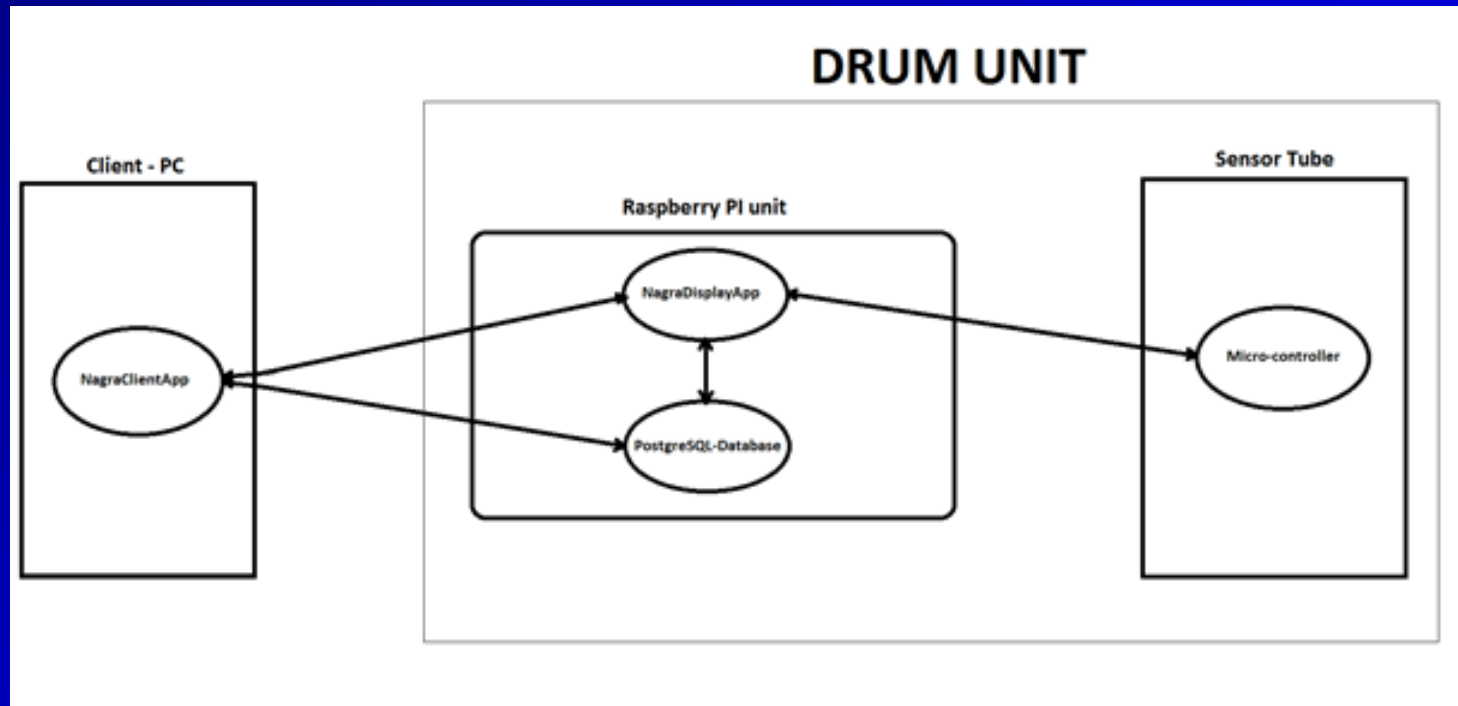 DRUM UNIT
Client - PC
Sensor Tube
Raspberry PI unit
NagraDisplayApp
Micro-controller
NagraClientApp
PostgreSQL-Database